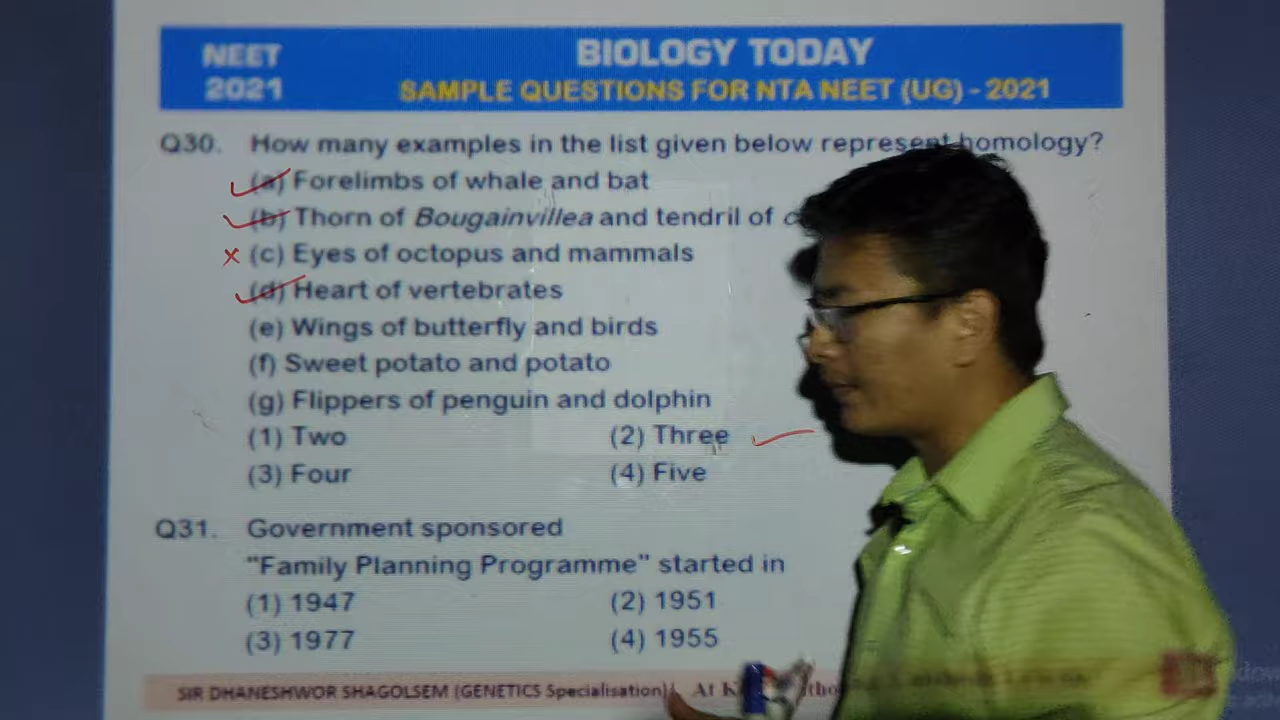 NEET
2021
BIOLOGY TODAY
SAMPLE QUESTIONS FOR NTA NEET (UG) - 2021
Q30. How many examples in the list given below represent homology?
(a) Forelimbs of whale and bat
(b) Thorn of Bougainvillea and tendril of
(c) Eyes of octopus and mammals
(d) Heart of vertebrates
(e) Wings of butterfly and birds
(f) Sweet potato and potato
(g) Flippers of penguin and dolphin
(1) Two (2) Three
(3) Four (4) Five
Q31. Government sponsored
"Family Planning Programme" started in
(1) 1947 (2) 1951
(3) 1977 (4) 1955
SIR DHANESHWOR SHAGOLSEM (GENETICS Specialisation) At